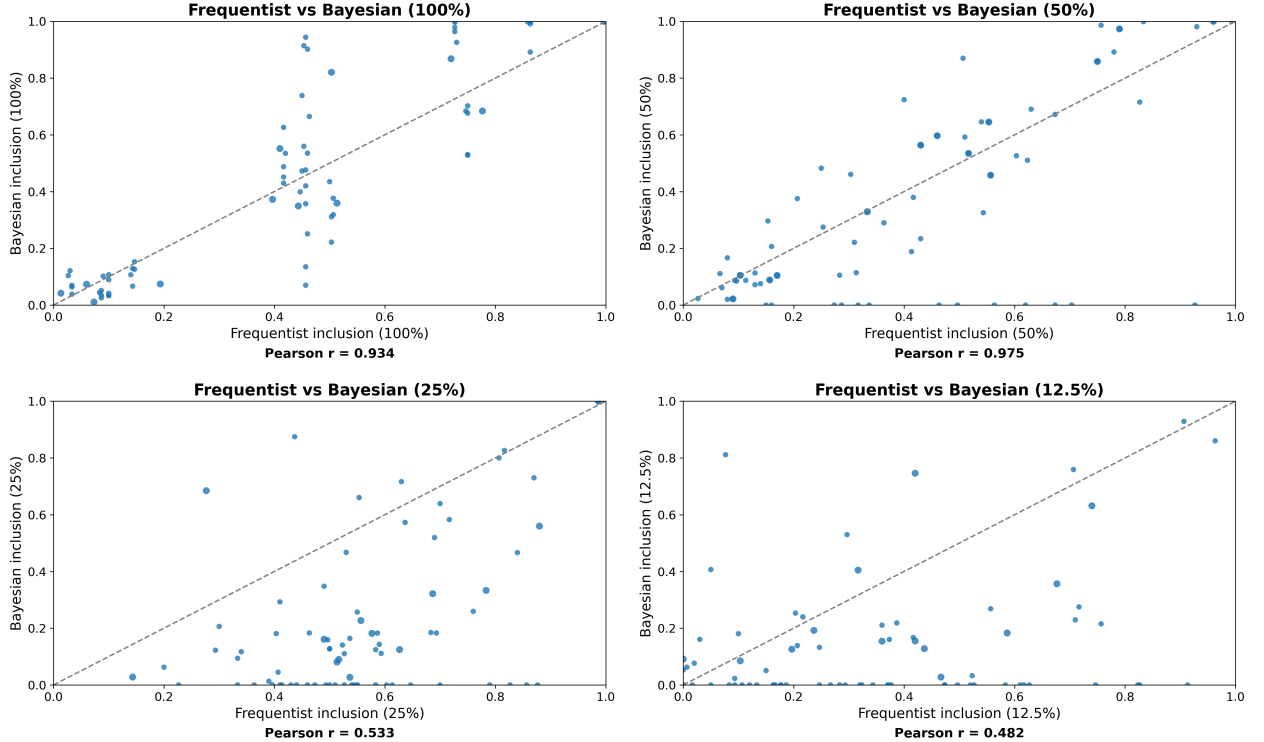 Frequentist vs Bayesian (100%)
1.0
0.8
0.6
0.4
0.2
0.0
Bayesian inclusion (100%)
0.0 0.2 0.4 0.6 0.8 1.0
Frequentist inclusion (100%)
Pearson r = 0.934
Frequentist vs Bayesian (50%)
1.0
0.8
0.6
0.4
0.2
0.0
Bayesian inclusion (50%)
0.0 0.2 0.4 0.6 0.8 1.0
Frequentist inclusion (50%)
Pearson r = 0.975
Frequentist vs Bayesian (25%)
1.0
0.8
0.6
0.4
0.2
0.0
Bayesian inclusion (25%)
0.0 0.2 0.4 0.6 0.8 1.0
Frequentist inclusion (25%)
Pearson r = 0.533
Frequentist vs Bayesian (12.5%)
1.0
0.8
0.6
0.4
0.2
0.0
Bayesian inclusion (12.5%)
0.0 0.2 0.4 0.6 0.8 1.0
Frequentist inclusion (12.5%)
Pearson r = 0.482